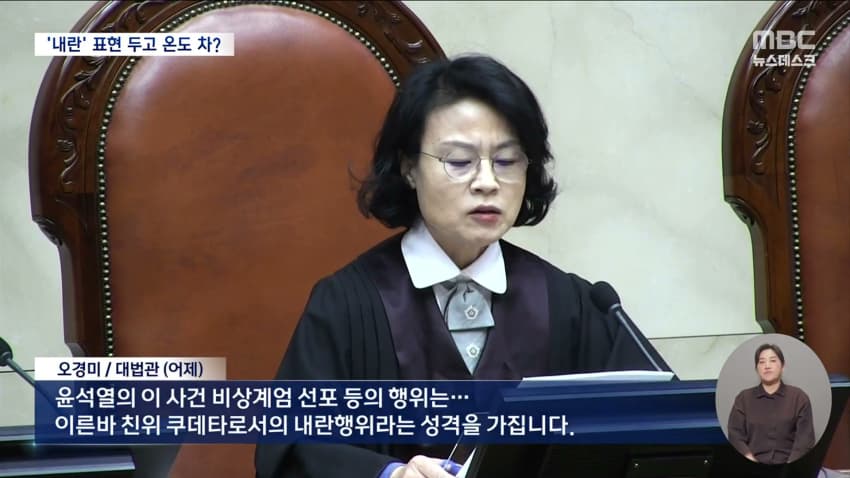 '내란' 표현 두고 온도 차?
MBC
뉴스데스크
오경미 / 대법관 (어제)
윤석열의 이 사건 비상계엄 선포 등의 행위는…
이른바 친위 쿠데타로서의 내란행위라는 성격을 가집니다.